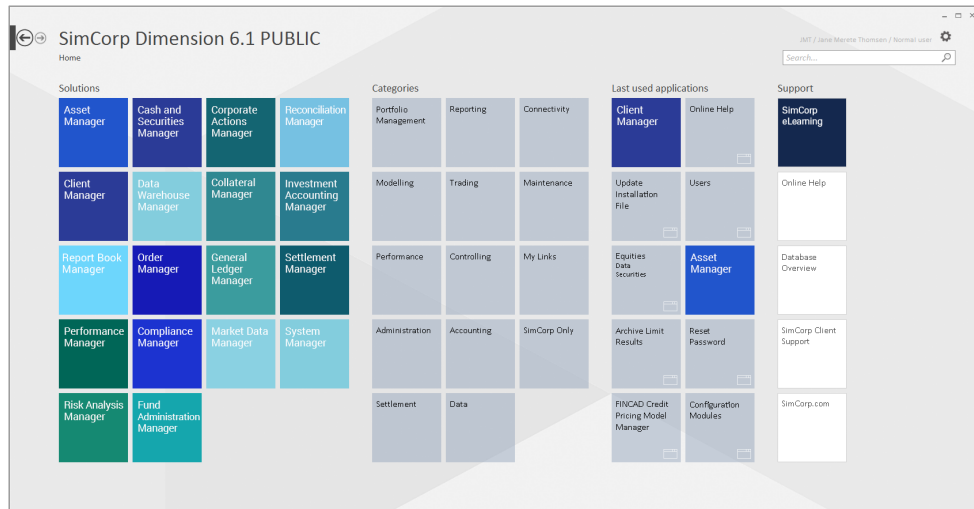 SimCorp Dimension 6.1 PUBLIC
Home
JMT / Jane Merete Thomsen / Normal user
Search...
Solutions
Asset
Manager
Cash and
Securities
Manager
Corporate
Actions
Manager
Reconciliation
Manager
Client
Manager
Data
Warehouse
Manager
Collateral
Manager
Investment
Accounting
Manager
Report Book
Manager
Order
Manager
General
Ledger
Manager
Settlement
Manager
Performance
Manager
Compliance
Manager
Market Data
Manager
System
Manager
Risk Analysis
Manager
Fund
Administration
Manager
Categories
Portfolio
Management
Reporting
Connectivity
Modelling
Trading
Maintenance
Performance
Controlling
My Links
Administration
Accounting
SimCorp Only
Settlement
Data
Last used applications
Client
Manager
Online Help
Update
Installation
File
Users
Equities
Data
Securities
Asset
Manager
Archive Limit
Results
Reset
Password
FINCAD Credit
Pricing Model
Manager
Configuration
Modules
Support
SimCorp
eLearning
Online Help
Database
Overview
SimCorp Client
Support
SimCorp.com